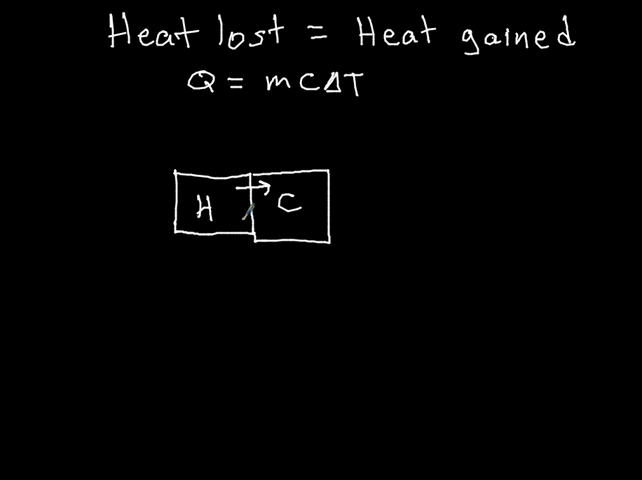 Heat lost = Heat gained
Q = mCΔT
H C